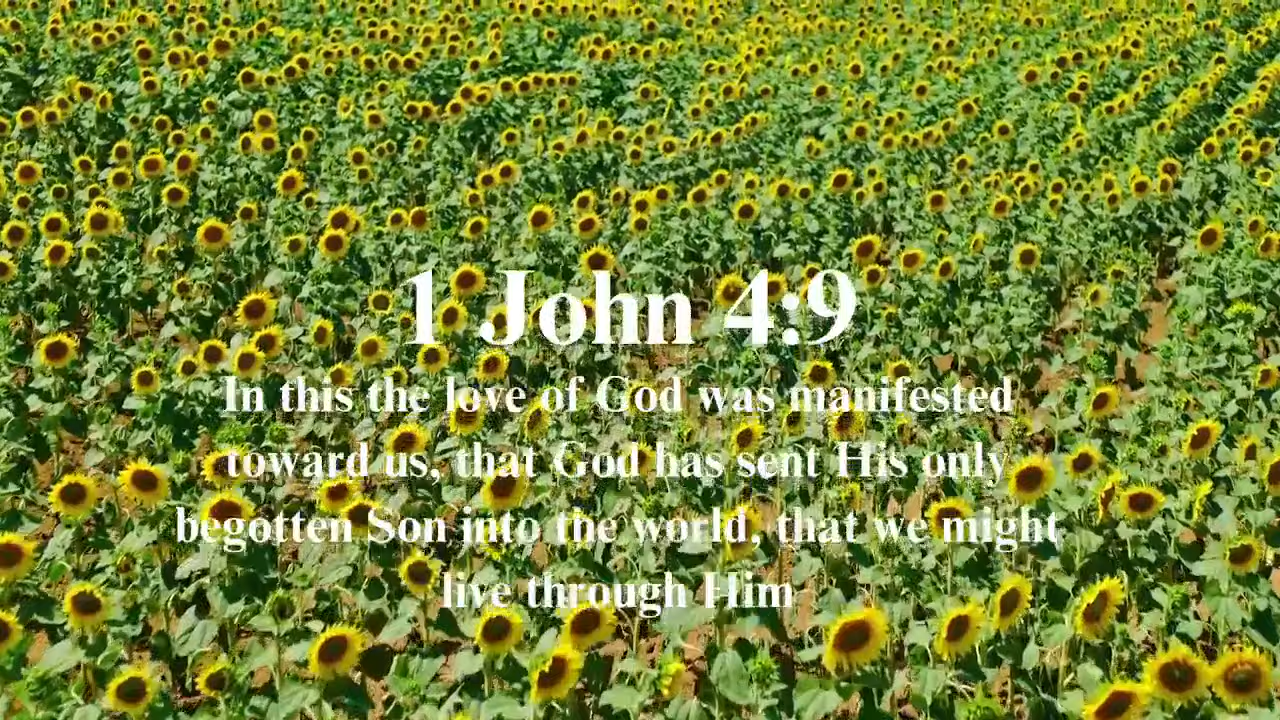 1 John 4:9
In this the love of God was manifested
toward us, that God has sent His only
begotten Son into the world, that we might
live through Him